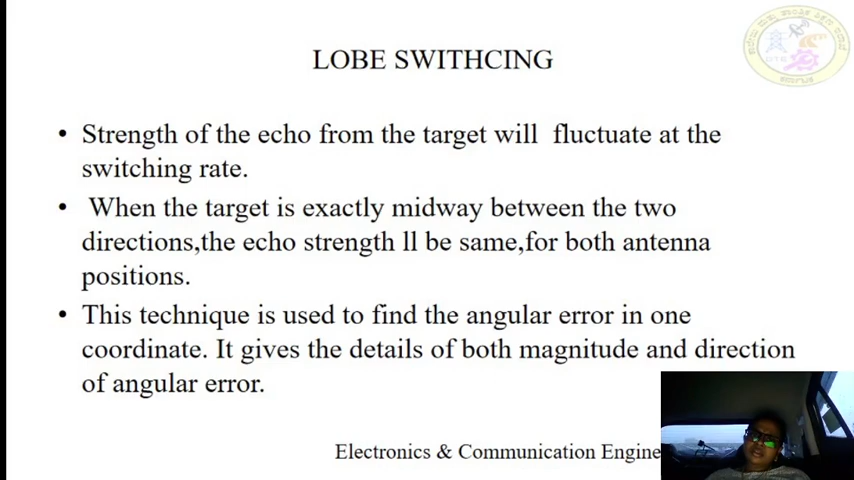 LOBE SWITHCING
• Strength of the echo from the target will fluctuate at the
switching rate.
• When the target is exactly midway between the two
directions,the echo strength ll be same,for both antenna
positions.
• This technique is used to find the angular error in one
coordinate. It gives the details of both magnitude and direction
of angular error.
Electronics & Communication Engine